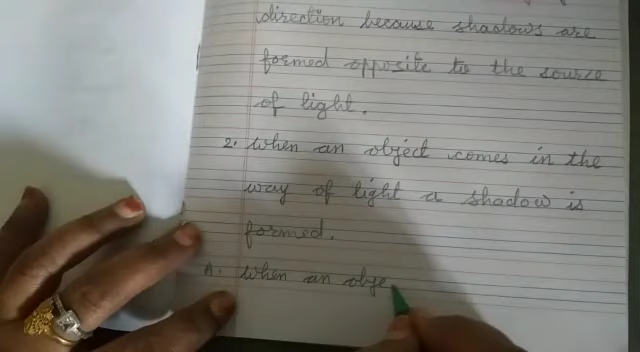 direction because shadows are
formed opposite to the source
of light.
2. when an object comes in the
way of light a shadow is
formed.
A. when an obje